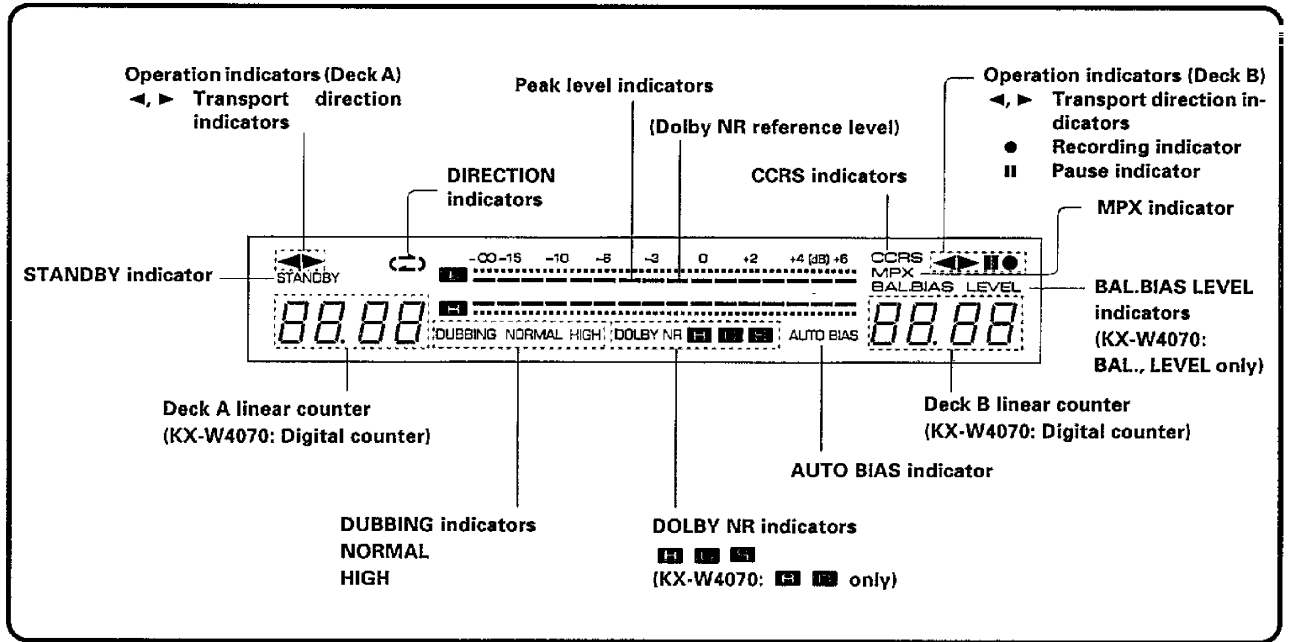 Operation indicators (Deck A)
◄, ► Transport direction
indicators
Peak level indicators
(Dolby NR reference level)
Operation indicators (Deck B)
◄, ► Transport direction in-
dicators
● Recording indicator
II Pause indicator
DIRECTION
indicators
CCRS indicators
MPX indicator
STANDBY indicator
STANDBY
L
-∞ -15 -10 -6 -3 0 +2 +4 (dB) +6
CCRS
MPX
BAL.BIAS LEVEL
88.88
DUBBING NORMAL HIGH
DOLBY NR
AUTO BIAS
88.88
BAL.BIAS LEVEL
indicators
(KX-W4070:
BAL., LEVEL only)
Deck A linear counter
(KX-W4070: Digital counter)
Deck B linear counter
(KX-W4070: Digital counter)
AUTO BIAS indicator
DUBBING indicators
NORMAL
HIGH
DOLBY NR indicators
(KX-W4070: only)